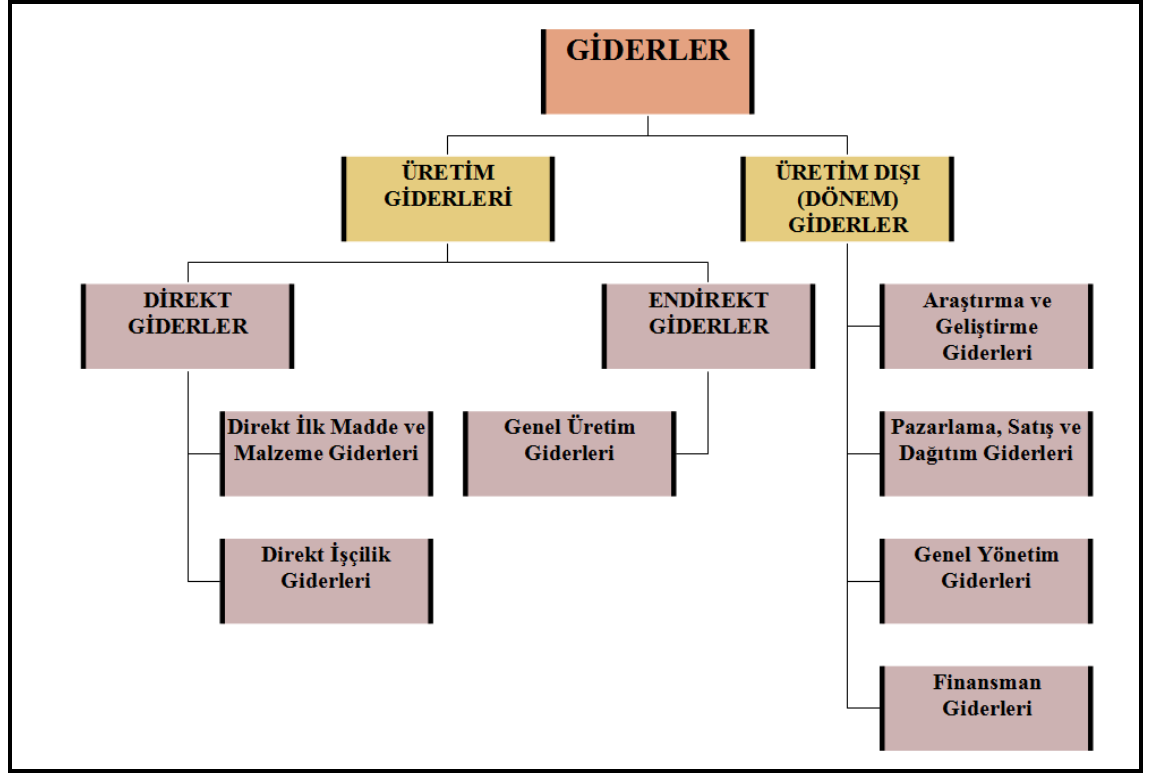 GİDERLER
ÜRETİM
GİDERLERİ
ÜRETİM DIŞI
(DÖNEM)
GİDERLER
DİREKT
GİDERLER
ENDİREKT
GİDERLER
Araştırma ve
Geliştirme
Giderleri
Direkt İlk Madde ve
Malzeme Giderleri
Genel Üretim
Giderleri
Pazarlama, Satış ve
Dağıtım Giderleri
Direkt İşçilik
Giderleri
Genel Yönetim
Giderleri
Finansman
Giderleri